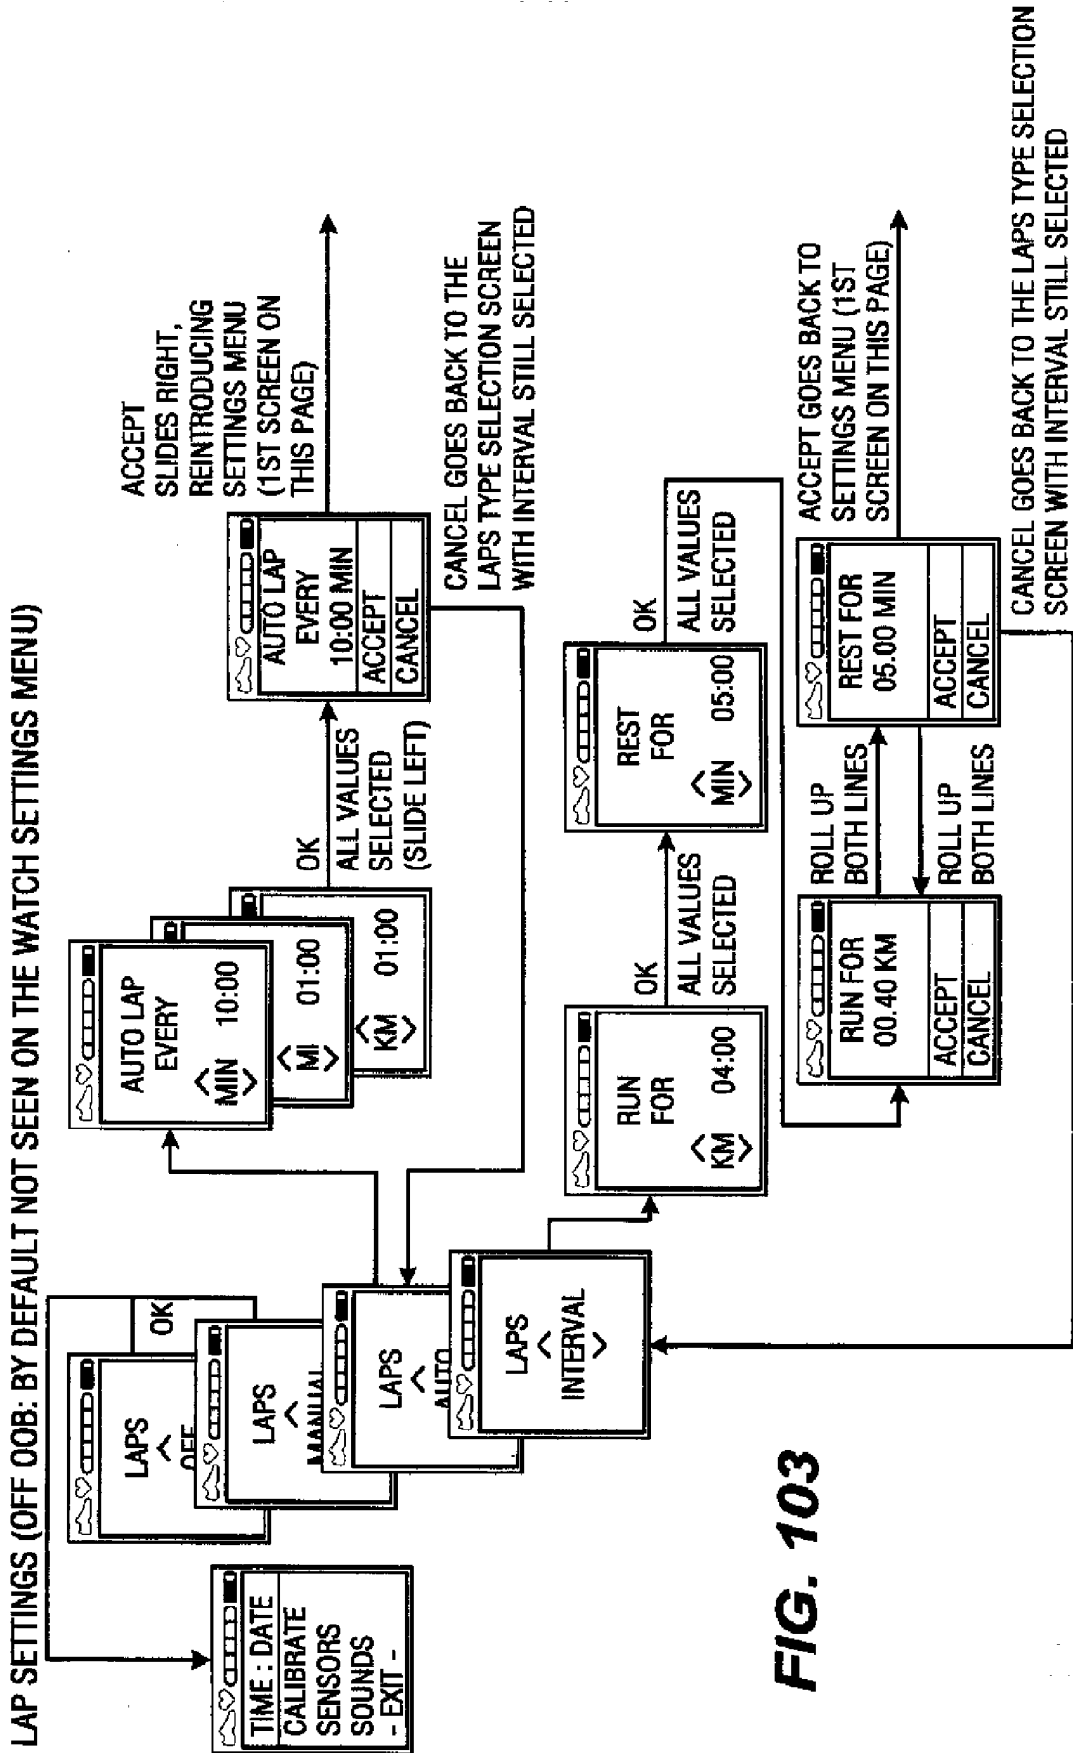 LAP SETTINGS (OFF OOB: BY DEFAULT NOT SEEN ON THE WATCH SETTINGS MENU)
TIME : DATE
CALIBRATE
SENSORS
SOUNDS
- EXIT -
LAPS
OFF
OK
LAPS
MANUAL
LAPS
AUTO
LAPS
INTERVAL
AUTO LAP
EVERY
MIN 10:00
MI 01:00
KM 01:00
OK
ALL VALUES
SELECTED
(SLIDE LEFT)
AUTO LAP
EVERY
10:00 MIN
ACCEPT
CANCEL
ACCEPT
SLIDES RIGHT,
REINTRODUCING
SETTINGS MENU
(1ST SCREEN ON
THIS PAGE)
CANCEL GOES BACK TO THE
LAPS TYPE SELECTION SCREEN
WITH INTERVAL STILL SELECTED
RUN
FOR
KM 04:00
OK
ALL VALUES
SELECTED
REST
FOR
MIN 05:00
OK
ALL VALUES
SELECTED
RUN FOR
00.40 KM
ACCEPT
CANCEL
ROLL UP
BOTH LINES
ROLL UP
BOTH LINES
REST FOR
05.00 MIN
ACCEPT
CANCEL
ACCEPT GOES BACK TO
SETTINGS MENU (1ST
SCREEN ON THIS PAGE)
CANCEL GOES BACK TO THE LAPS TYPE SELECTION
SCREEN WITH INTERVAL STILL SELECTED
FIG. 103